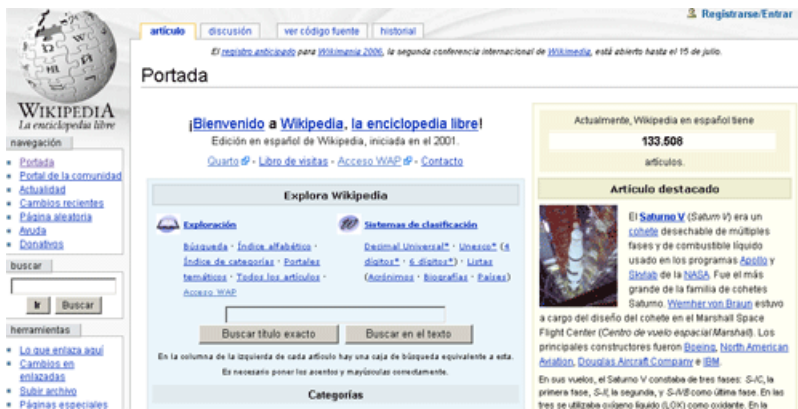 Registrarse/Entrar
artículo
discusión
ver código fuente
historial
El registro anticipado para Wikimania 2006, la segunda conferencia internacional de Wikimedia, está abierto hasta el 15 de julio.
WIKIPEDIA
La enciclopedia libre
navegación
Portada
Portal de la comunidad
Actualidad
Cambios recientes
Página aleatoria
Ayuda
Donativos
buscar
Ir
Buscar
herramientas
Lo que enlaza aquí
Cambios en
enlazadas
Subir archivo
Páginas especiales
Portada
¡Bienvenido a Wikipedia, la enciclopedia libre!
Edición en español de Wikipedia, iniciada en el 2001.
Quarto - Libro de visitas - Acceso WAP - Contacto
Explora Wikipedia
Exploración
Búsqueda · Índice alfabético ·
Índice de categorías · Portales
temáticos · Todos los artículos ·
Acceso WAP
Sistemas de clasificación
Decimal Universal* · Unesco* (4
dígitos* · 6 dígitos*) · Listas
(Acrónimos · Biografías · Países)
Buscar título exacto
Buscar en el texto
En la columna de la izquierda de cada artículo hay una caja de búsqueda equivalente a esta.
Es necesario poner los acentos y mayúsculas correctamente.
Categorías
Actualmente, Wikipedia en español tiene
133.508
artículos.
Artículo destacado
El Saturno V (Saturn V) era un
cohete desechable de múltiples
fases y de combustible líquido
usado en los programas Apollo y
Skylab de la NASA. Fue el más
grande de la familia de cohetes
Saturno. Wernher von Braun estuvo
a cargo del diseño del cohete en el Marshall Space
Flight Center (Centro de vuelo espacial Marshall). Los
principales constructores fueron Boeing, North American
Aviation, Douglas Aircraft Company e IBM.
En sus vuelos, el Saturno V constaba de tres fases: S-IC, la
primera fase, S-II, la segunda, y S-IVB como última fase. En las
tres se utilizaba oxígeno líquido (LOX) como oxidante. En la